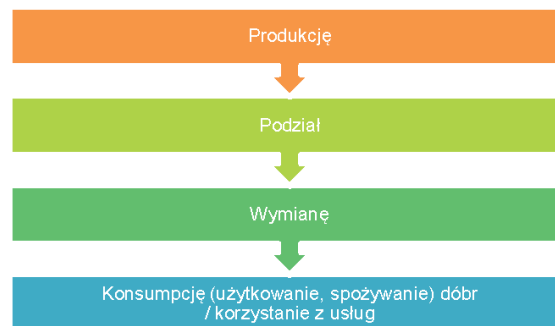 Produkcję
Podział
Wymianę
Konsumpcję (użytkowanie, spożywanie) dóbr
/ korzystanie z usług